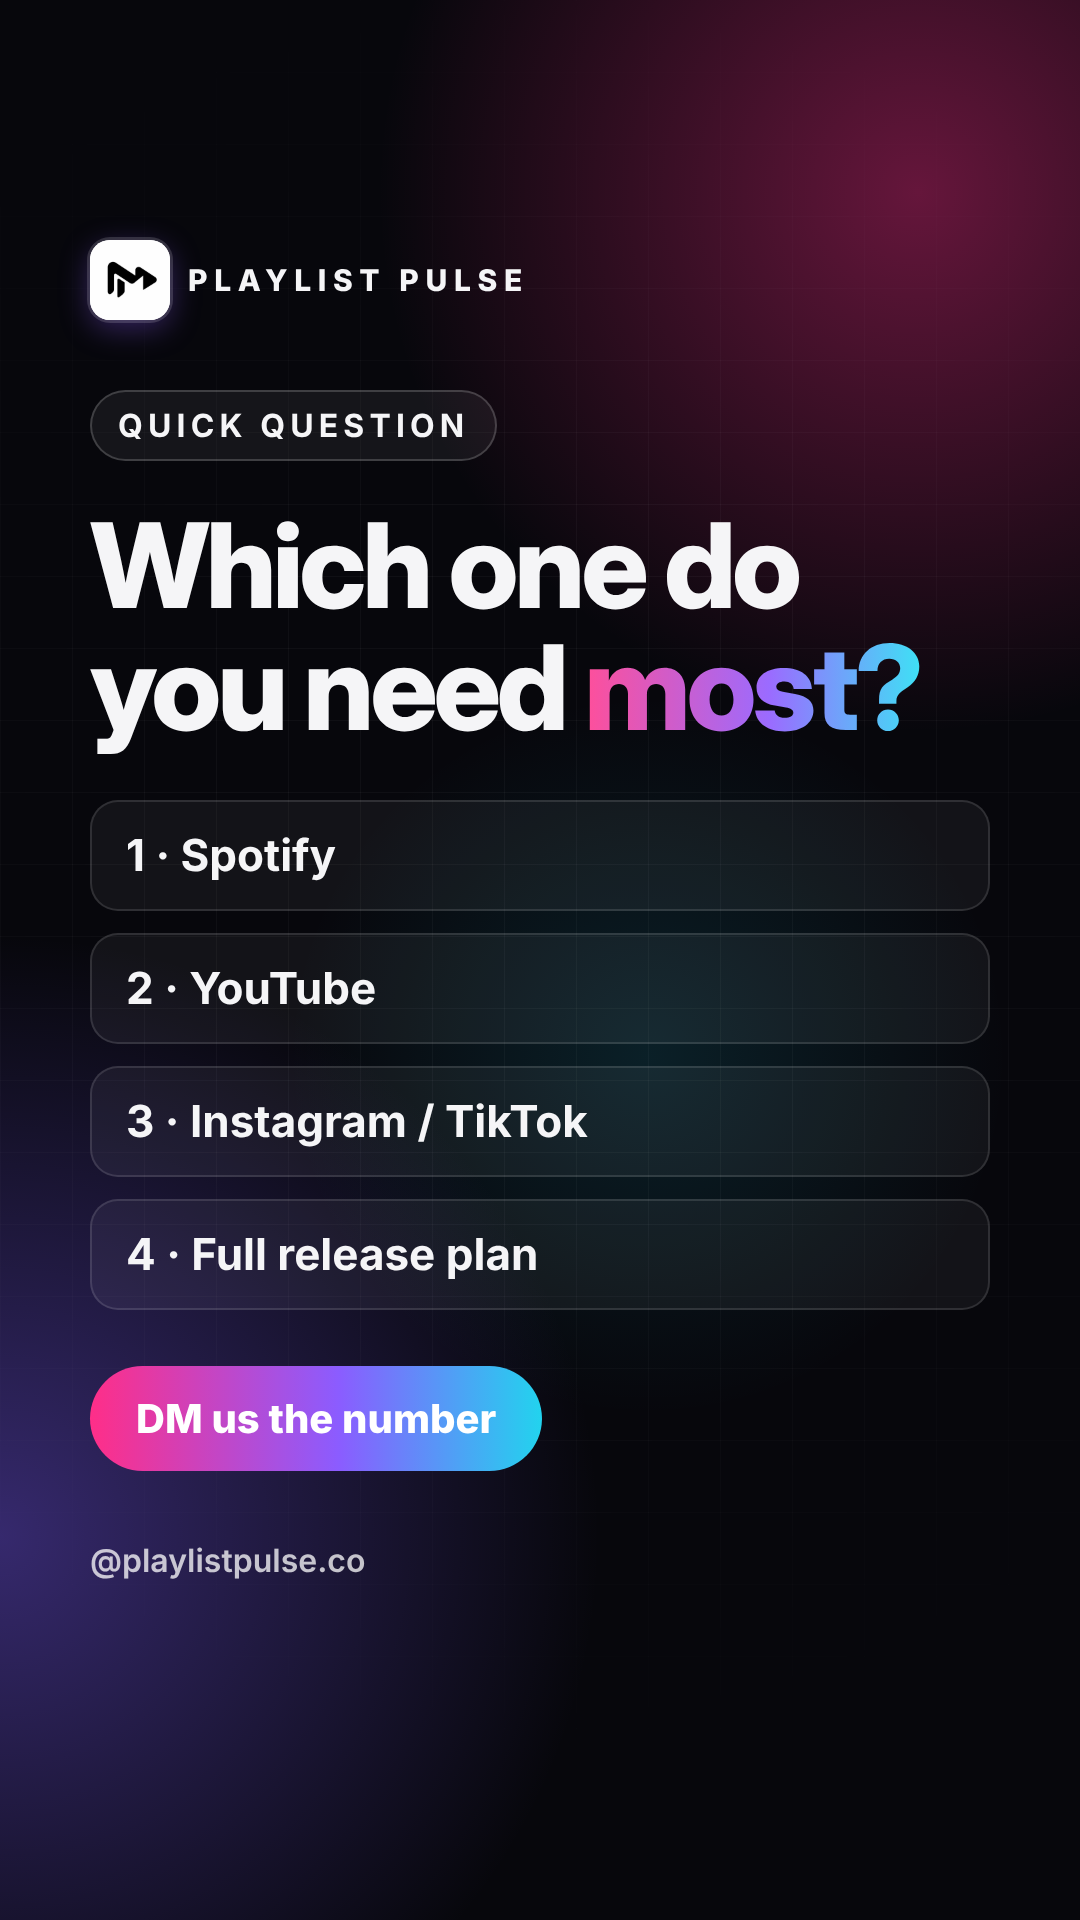 PLAYLIST PULSE
QUICK QUESTION
Which one do
you need most?
1 · Spotify
2 · YouTube
3 · Instagram / TikTok
4 · Full release plan
DM us the number
@playlistpulse.co